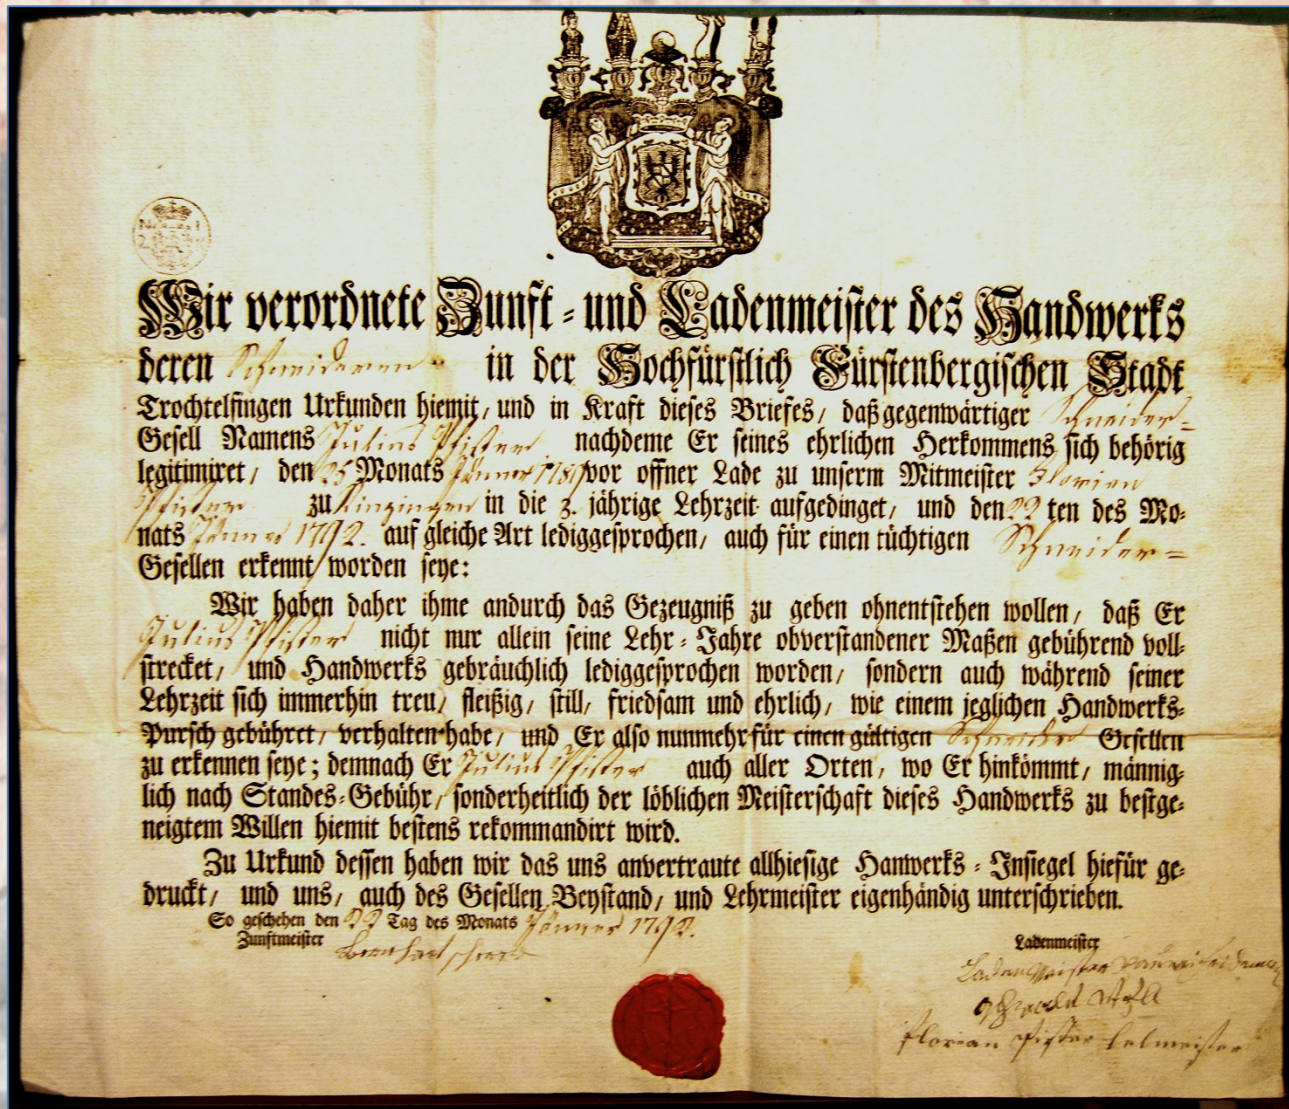 Wir verordnete Zunft- und Ladenmeister des Handwerks
deren Schneideren in der Hochfürstlich Fürstenbergischen Stadt
Trochtelfingen Urkunden hiemit, und in Kraft dieses Briefes, daß gegenwärtiger Schneider-
Gesell Namens Julius Pfister nachdeme Er seines ehrlichen Herkommens sich behörig
legitimiret, den 25 Monats Jänner vor offner Lade zu unserm Mitmeister Florian
Pfister zu in die 3. jährige Lehrzeit aufgedinget, und den 22 ten des Mo-
nats Jänner 1792. auf gleiche Art lediggesprochen, auch für einen tüchtigen Schneider-
Gesellen erkennt worden seye:
Wir haben daher ihme andurch das Gezeugniß zu geben ohnentstehen wollen, daß Er
Julius Pfister nicht nur allein seine Lehr-Jahre obverstandener Maßen gebührend voll-
strecket, und Handwerks gebräuchlich lediggesprochen worden, sondern auch während seiner
Lehrzeit sich immerhin treu, fleißig, still, friedsam und ehrlich, wie einem jeglichen Handwerks-
Pursch gebühret, verhalten habe, und Er also nunmehr für einen gültigen Schneider Gesellen
zu erkennen seye; demnach Er Julius Pfister auch aller Orten, wo Er hinkömmt, männig-
lich nach Standes-Gebühr, sonderheitlich der löblichen Meisterschaft dieses Handwerks zu bestge-
neigtem Willen hiemit bestens rekommandirt wird.
Zu Urkund dessen haben wir das uns anvertraute allhiesige Hanwerks-Insiegel hiefür ge-
druckt, und uns, auch des Gesellen Beystand, und Lehrmeister eigenhändig unterschrieben.
So geschehen den 22 Tag des Monats Jänner 1792.
Zunftmeister Ladenmeister
Laden Meister
Florian Pfister Lelmeister